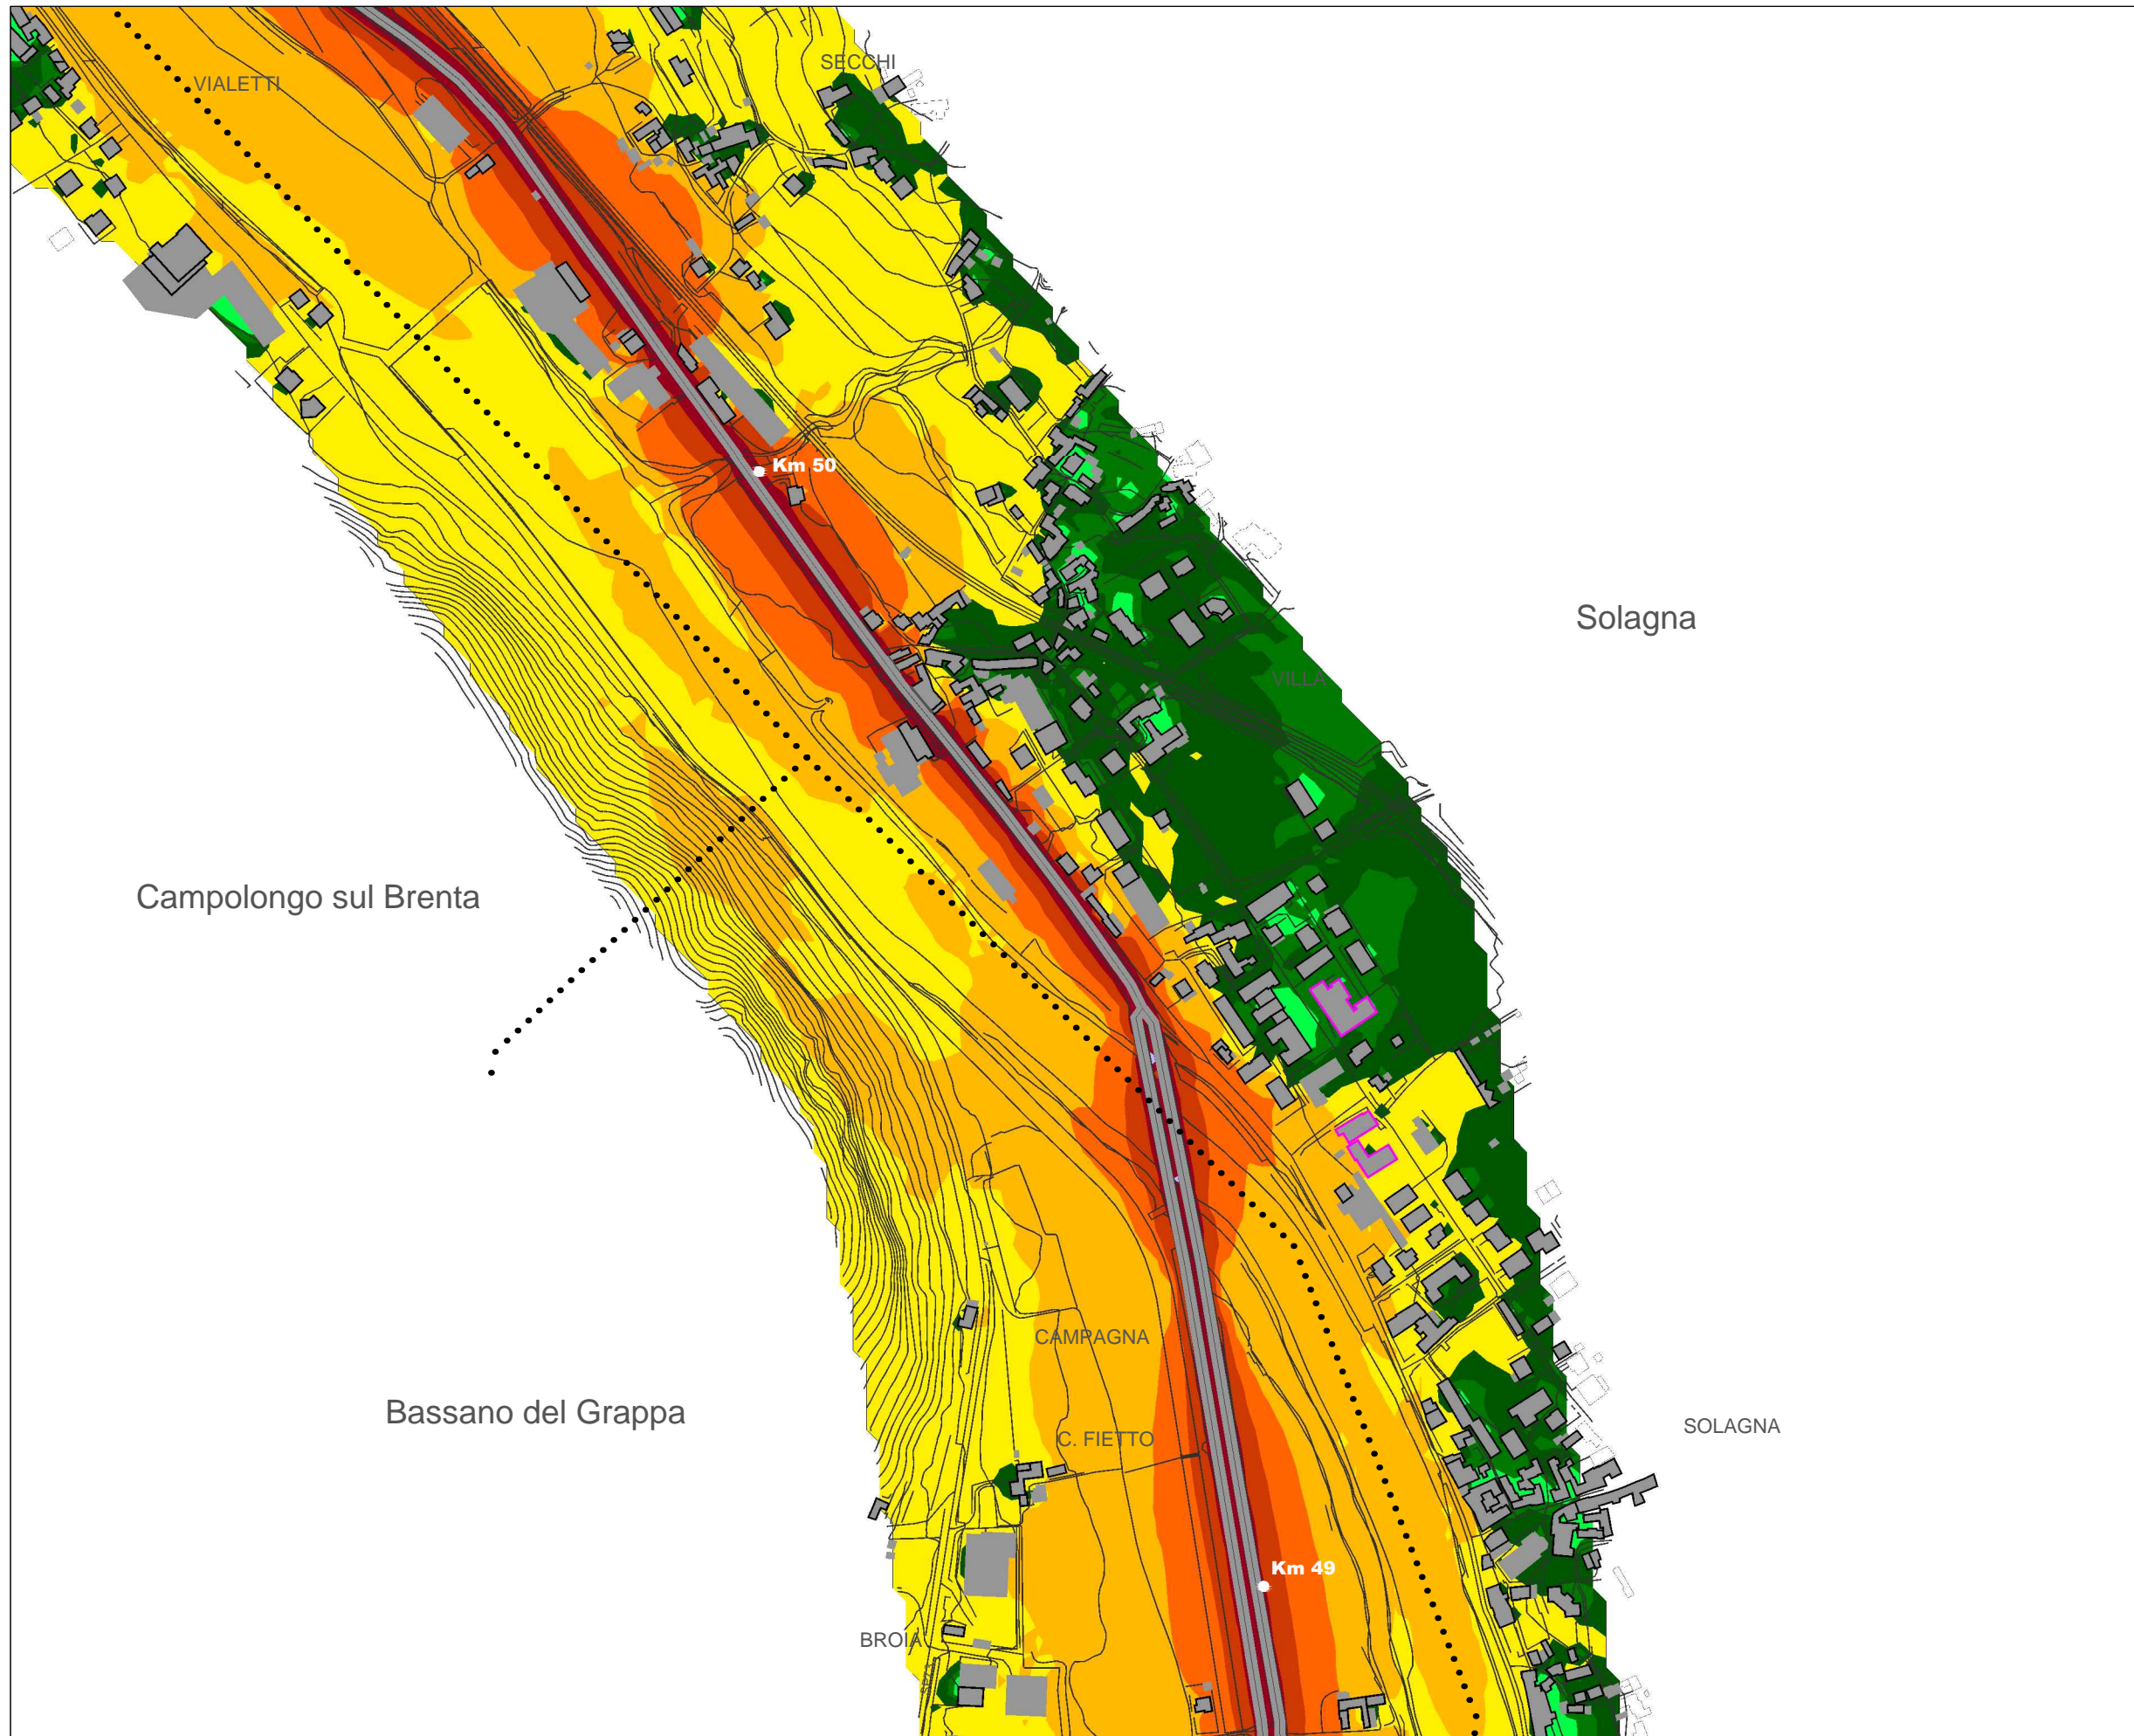 SECCHI
VIALETTI
Km 50
Solagna
VILLA
Campolongo sul Brenta
CAMPAGNA
Bassano del Grappa
SOLAGNA
C. FIETTO
Km 49
BROIA